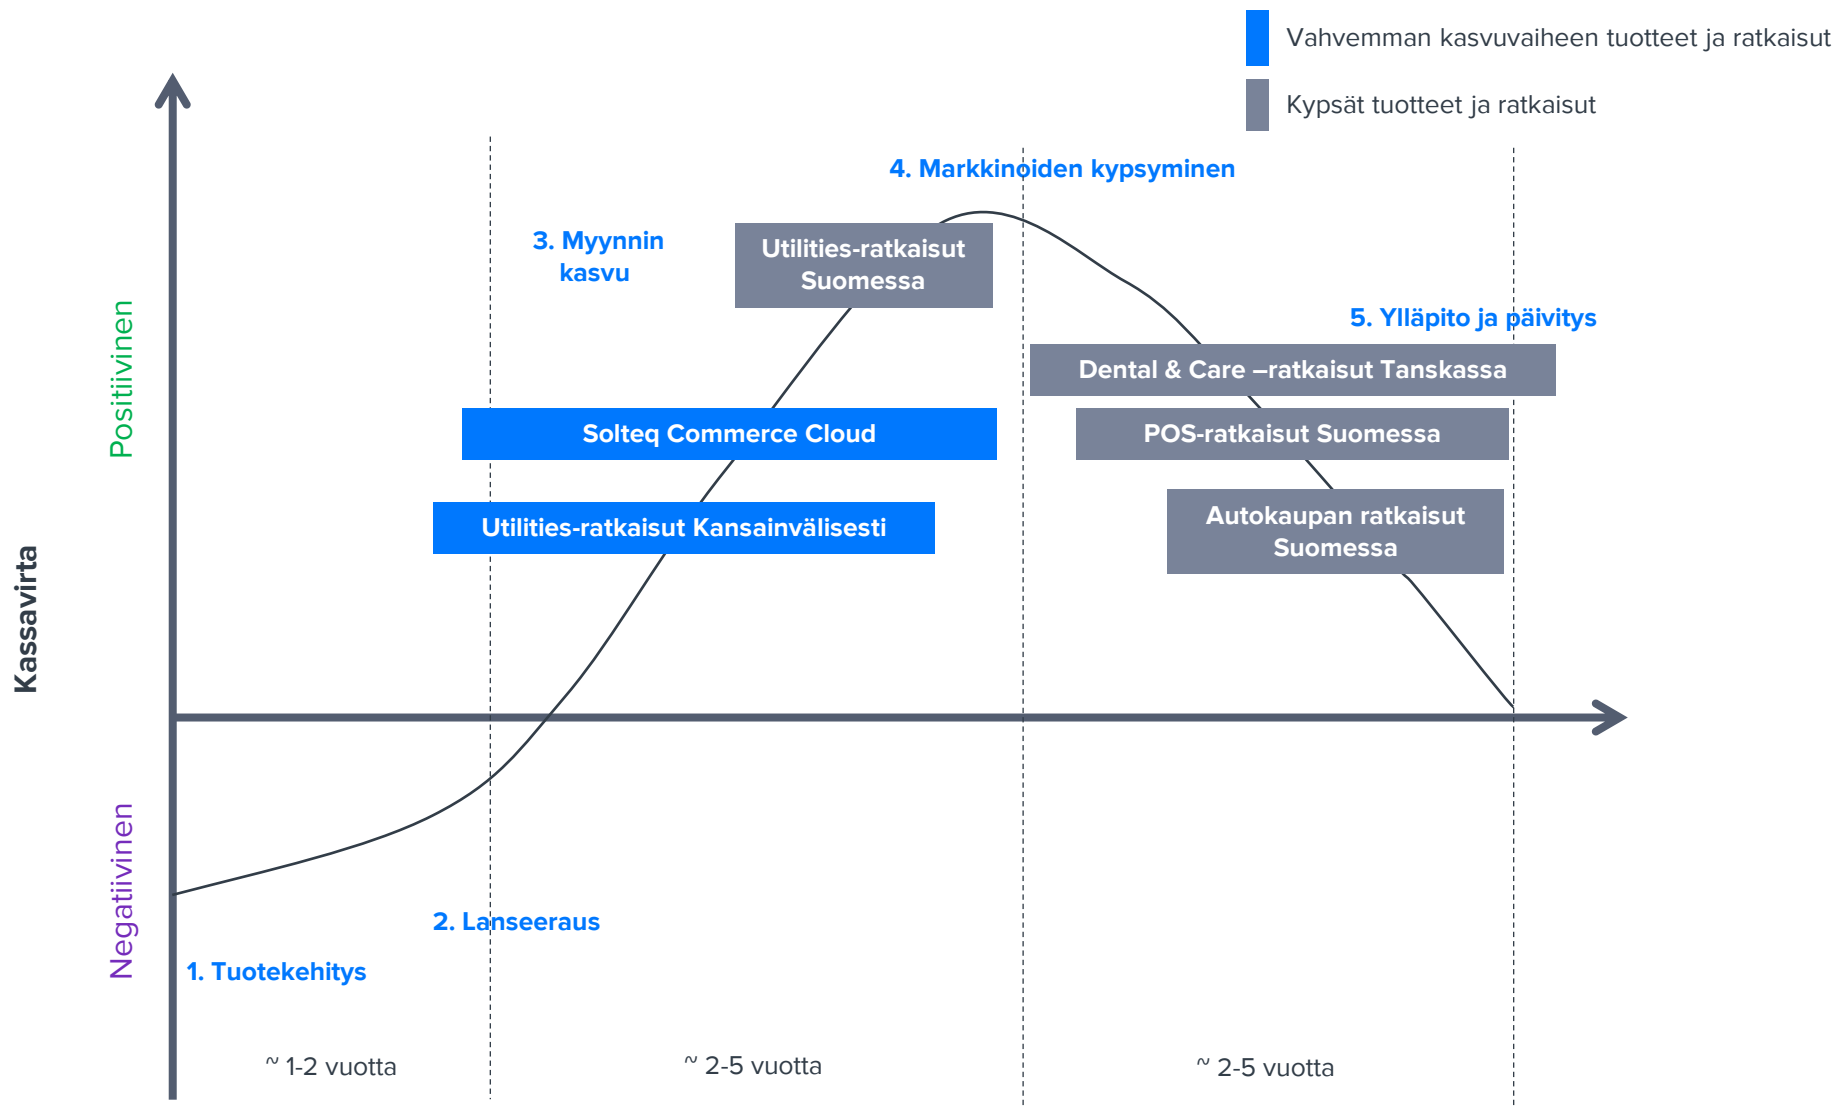 Vahvemman kasvuvaiheen tuotteet ja ratkaisut
Kypsät tuotteet ja ratkaisut
4. Markkinoiden kypsyminen
3. Myynnin
kasvu
Utilities-ratkaisut
Suomessa
5. Ylläpito ja päivitys
Dental & Care –ratkaisut Tanskassa
Solteq Commerce Cloud
POS-ratkaisut Suomessa
Utilities-ratkaisut Kansainvälisesti
Autokaupan ratkaisut
Suomessa
Kassavirta
Positiivinen
Negatiivinen
2. Lanseeraus
1. Tuotekehitys
~ 1-2 vuotta
~ 2-5 vuotta
~ 2-5 vuotta